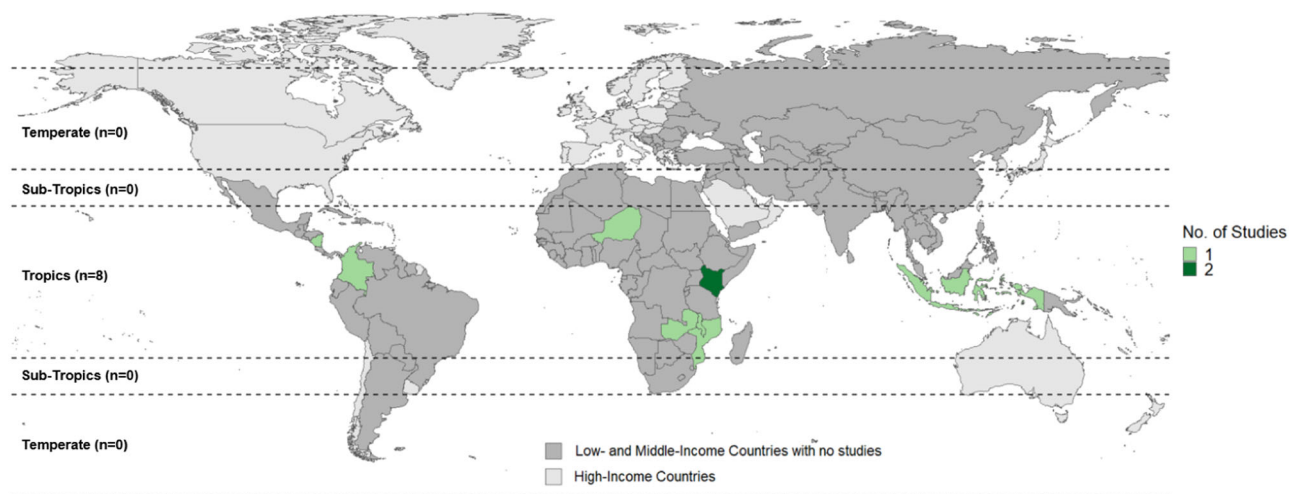 Temperate (n=0)
Sub-Tropics (n=0)
No. of Studies
1
2
Tropics (n=8)
Sub-Tropics (n=0)
Temperate (n=0)
Low- and Middle-Income Countries with no studies
High-Income Countries